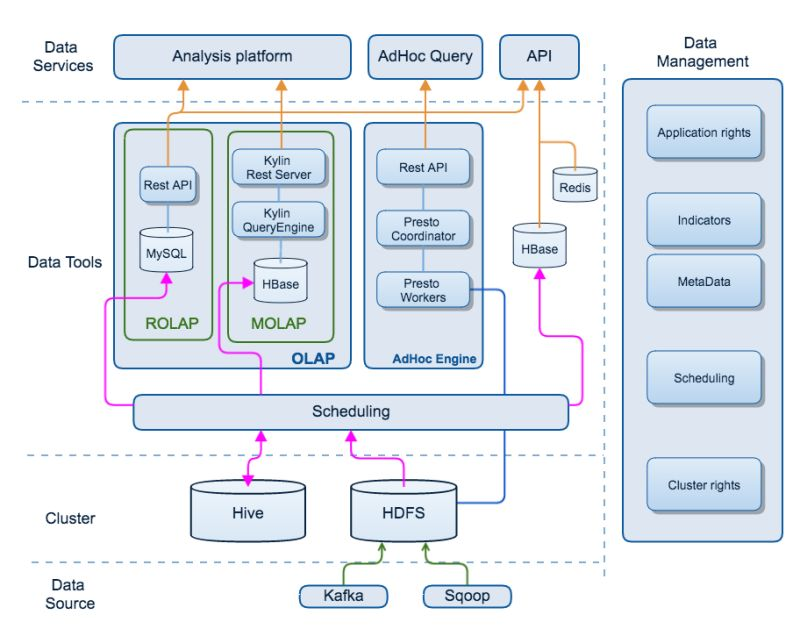 Data
Services
Analysis platform
AdHoc Query
API
Data
Management
Data Tools
Rest API
MySQL
ROLAP
Kylin
Rest Server
Kylin
QueryEngine
HBase
MOLAP
OLAP
Rest API
Presto
Coordinator
Presto
Workers
AdHoc Engine
Redis
HBase
Application rights
Indicators
MetaData
Scheduling
Cluster rights
Scheduling
Cluster
Hive
HDFS
Data
Source
Kafka
Sqoop